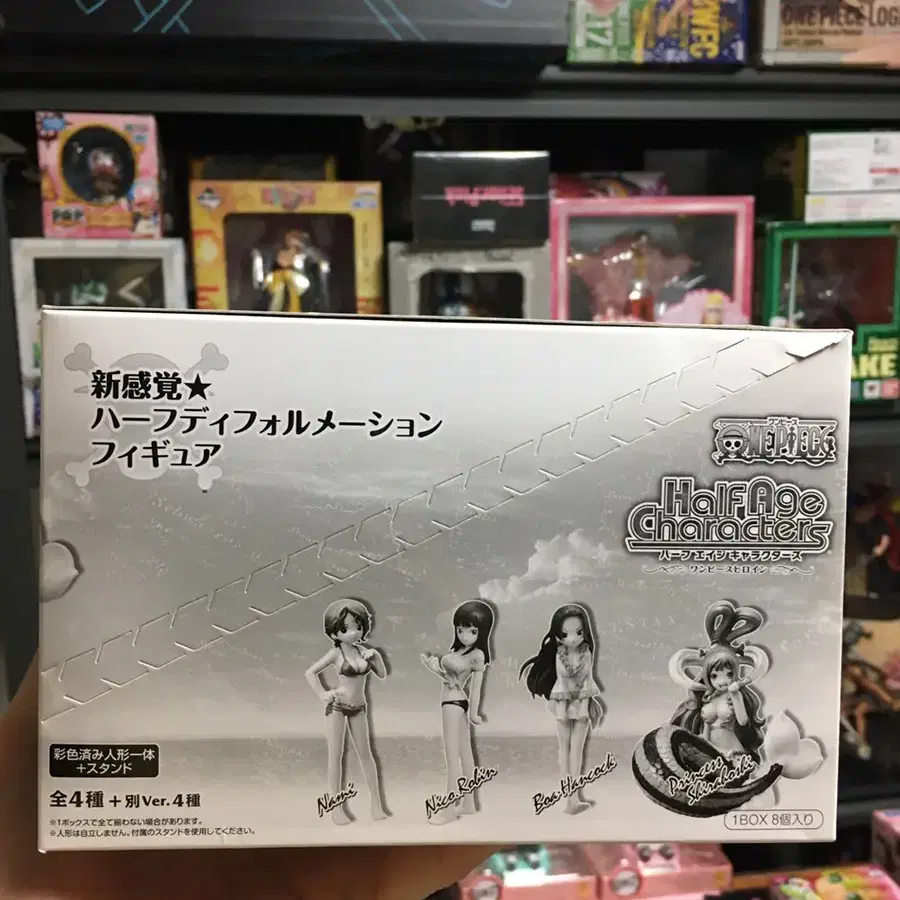 ONE PIECE LOG
新感覚★
ハーフディフォルメーション
フィギュア
ワンピース
ONE PIECE
Half Age
Characters
ハーフ エイジ キャラクターズ
ワンピースヒロイン
彩色済み人形一体
+スタンド
全4種+別Ver.4種
※1ボックスで全て揃わない場合があります。
※人形は自立しません。付属のスタンドを使用してください。
Nami
Nico.Robin
Boa.Hancock
Princess
Shirahoshi
1BOX 8個入り